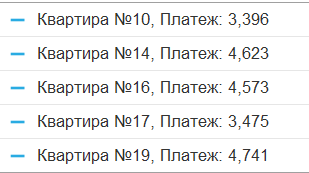 Квартира №10, Платеж: 3,396
Квартира №14, Платеж: 4,623
Квартира №16, Платеж: 4,573
Квартира №17, Платеж: 3,475
Квартира №19, Платеж: 4,741